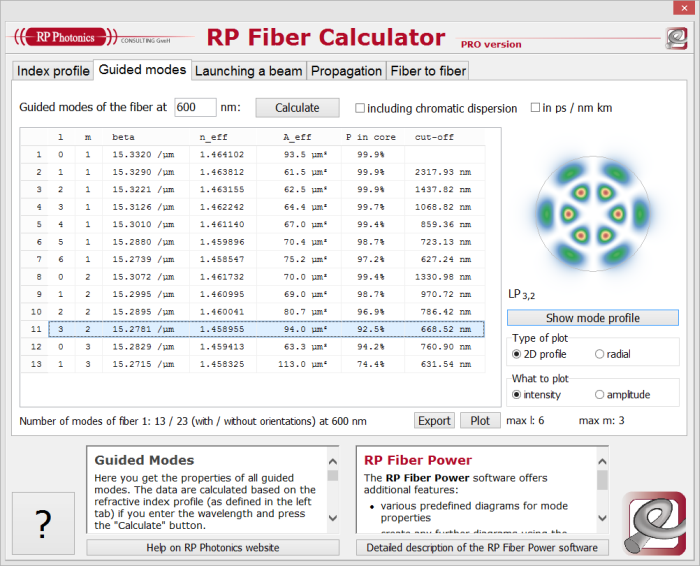 RP Photonics
CONSULTING GmbH
RP Fiber Calculator
PRO version
Index profile Guided modes Launching a beam Propagation Fiber to fiber
Guided modes of the fiber at 600 nm: Calculate including chromatic dispersion in ps / nm km
l m beta n_eff A_eff P in core cut-off
1 0 1 15.3320 /µm 1.464102 93.5 µm² 99.9%
2 1 1 15.3290 /µm 1.463812 61.5 µm² 99.9% 2317.93 nm
3 2 1 15.3221 /µm 1.463155 62.5 µm² 99.9% 1437.82 nm
4 3 1 15.3126 /µm 1.462242 64.4 µm² 99.7% 1068.82 nm
5 4 1 15.3010 /µm 1.461140 67.0 µm² 99.4% 859.36 nm
6 5 1 15.2880 /µm 1.459896 70.4 µm² 98.7% 723.13 nm
7 6 1 15.2739 /µm 1.458547 75.2 µm² 97.2% 627.24 nm
8 0 2 15.3072 /µm 1.461732 70.0 µm² 99.4% 1330.98 nm
9 1 2 15.2995 /µm 1.460995 69.0 µm² 98.7% 970.72 nm
10 2 2 15.2895 /µm 1.460041 80.7 µm² 96.9% 786.42 nm
11 3 2 15.2781 /µm 1.458955 94.0 µm² 92.5% 668.52 nm
12 0 3 15.2829 /µm 1.459413 63.3 µm² 94.2% 760.90 nm
13 1 3 15.2715 /µm 1.458325 113.0 µm² 74.4% 631.54 nm
LP3,2
Show mode profile
Type of plot
2D profile radial
What to plot
intensity amplitude
Number of modes of fiber 1: 13 / 23 (with / without orientations) at 600 nm Export Plot max l: 6 max m: 3
Guided Modes
Here you get the properties of all guided
modes. The data are calculated based on the
refractive index profile (as defined in the left
tab) if you enter the wavelength and press
the "Calculate" button.
Help on RP Photonics website
RP Fiber Power
The RP Fiber Power software offers
additional features:
• various predefined diagrams for mode
properties
• create any further diagrams using the
Detailed description of the RP Fiber Power software
?